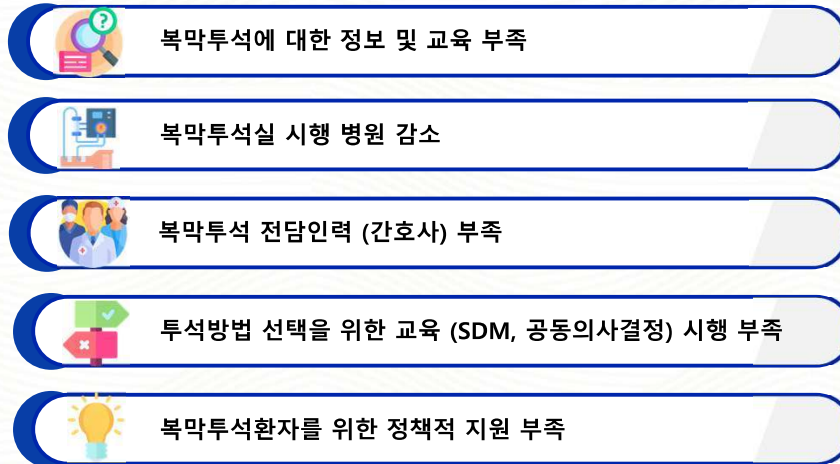 복막투석에 대한 정보 및 교육 부족
복막투석실 시행 병원 감소
복막투석 전담인력 (간호사) 부족
투석방법 선택을 위한 교육 (SDM, 공동의사결정) 시행 부족
복막투석환자를 위한 정책적 지원 부족